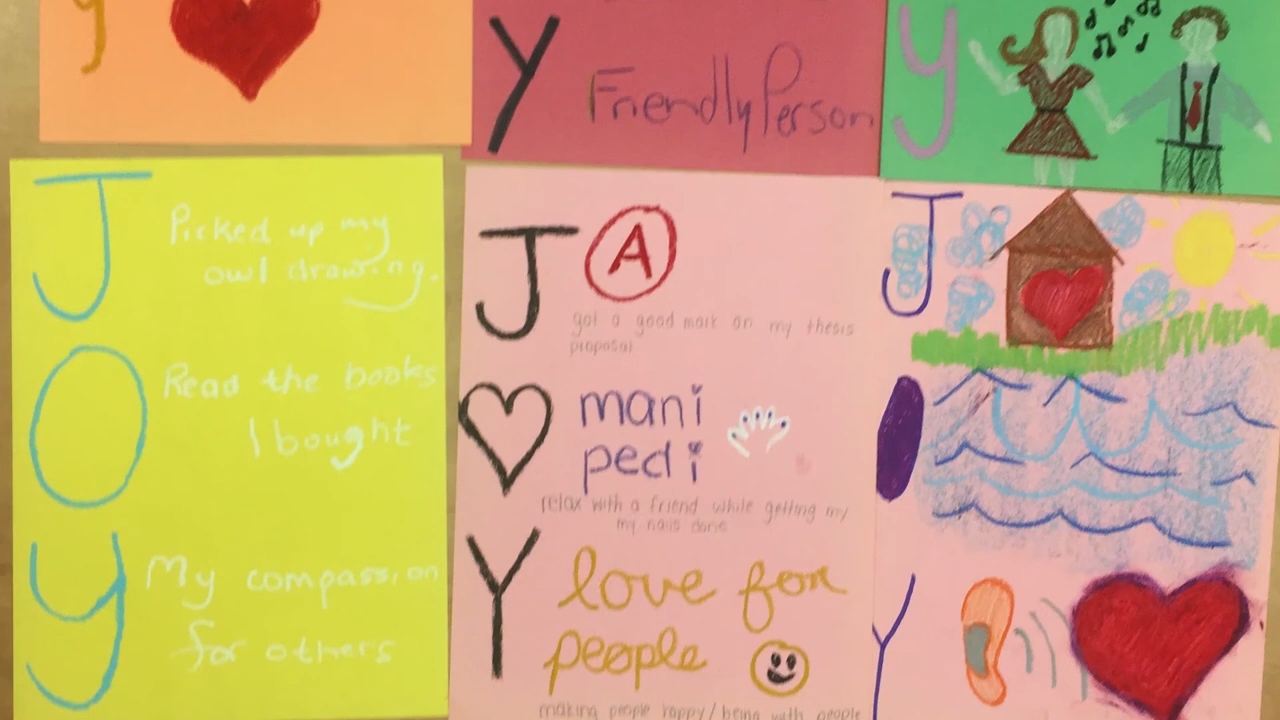 y
Y Friendly Person
y
J Picked up my
owl drawing.
O Read the books
I bought
y My compassion
for others
J A
got a good mark on my thesis
proposal
mani
pedi
relax with a friend while getting my
my nails done
Y love for
people
making people happy/being with people
J
Y